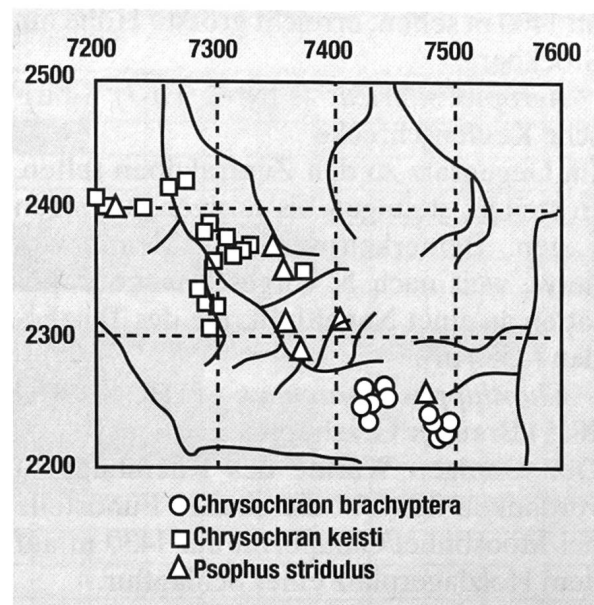 7200 7300 7400 7500 7600
2500
2400
2300
2200
Chrysochraon brachyptera
Chrysochran keisti
Psophus stridulus